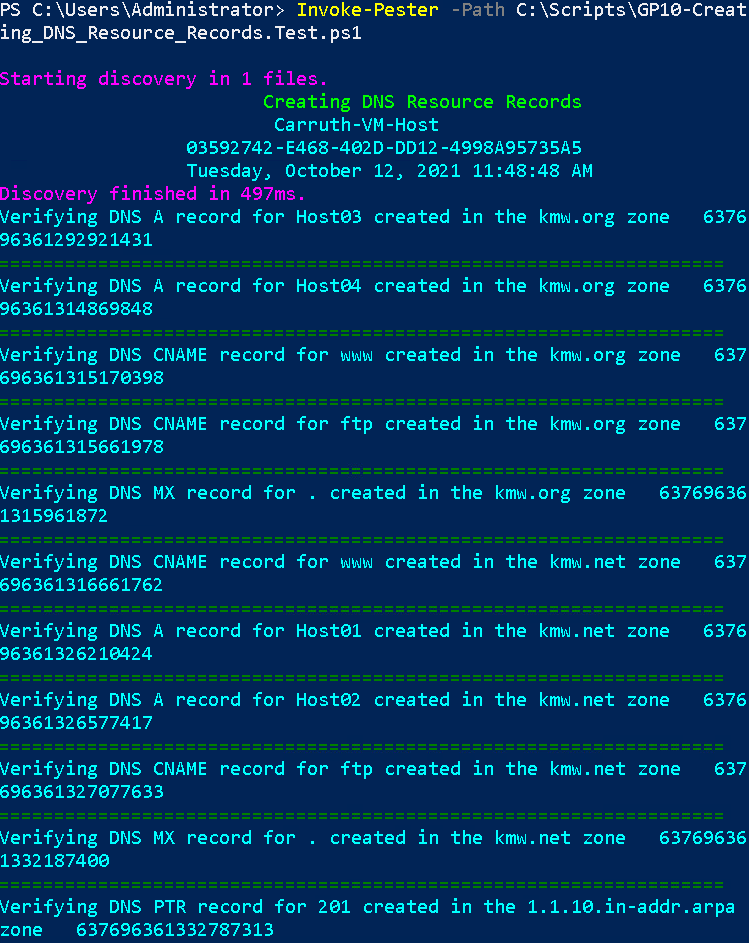 PS C:\Users\Administrator> Invoke-Pester -Path C:\Scripts\GP10-Creat
ing_DNS_Resource_Records.Test.ps1
Starting discovery in 1 files.
Creating DNS Resource Records
Carruth-VM-Host
03592742-E468-402D-DD12-4998A95735A5
Tuesday, October 12, 2021 11:48:48 AM
Discovery finished in 497ms.
Verifying DNS A record for Host03 created in the kmw.org zone   6376
96361292921431
==================================================================
Verifying DNS A record for Host04 created in the kmw.org zone   6376
96361314869848
==================================================================
Verifying DNS CNAME record for www created in the kmw.org zone   637
696361315170398
==================================================================
Verifying DNS CNAME record for ftp created in the kmw.org zone   637
696361315661978
==================================================================
Verifying DNS MX record for . created in the kmw.org zone   63769636
1315961872
==================================================================
Verifying DNS CNAME record for www created in the kmw.net zone   637
696361316661762
==================================================================
Verifying DNS A record for Host01 created in the kmw.net zone   6376
96361326210424
==================================================================
Verifying DNS A record for Host02 created in the kmw.net zone   6376
96361326577417
==================================================================
Verifying DNS CNAME record for ftp created in the kmw.net zone   637
696361327077633
==================================================================
Verifying DNS MX record for . created in the kmw.net zone   63769636
1332187400
==================================================================
Verifying DNS PTR record for 201 created in the 1.1.10.in-addr.arpa
zone   637696361332787313